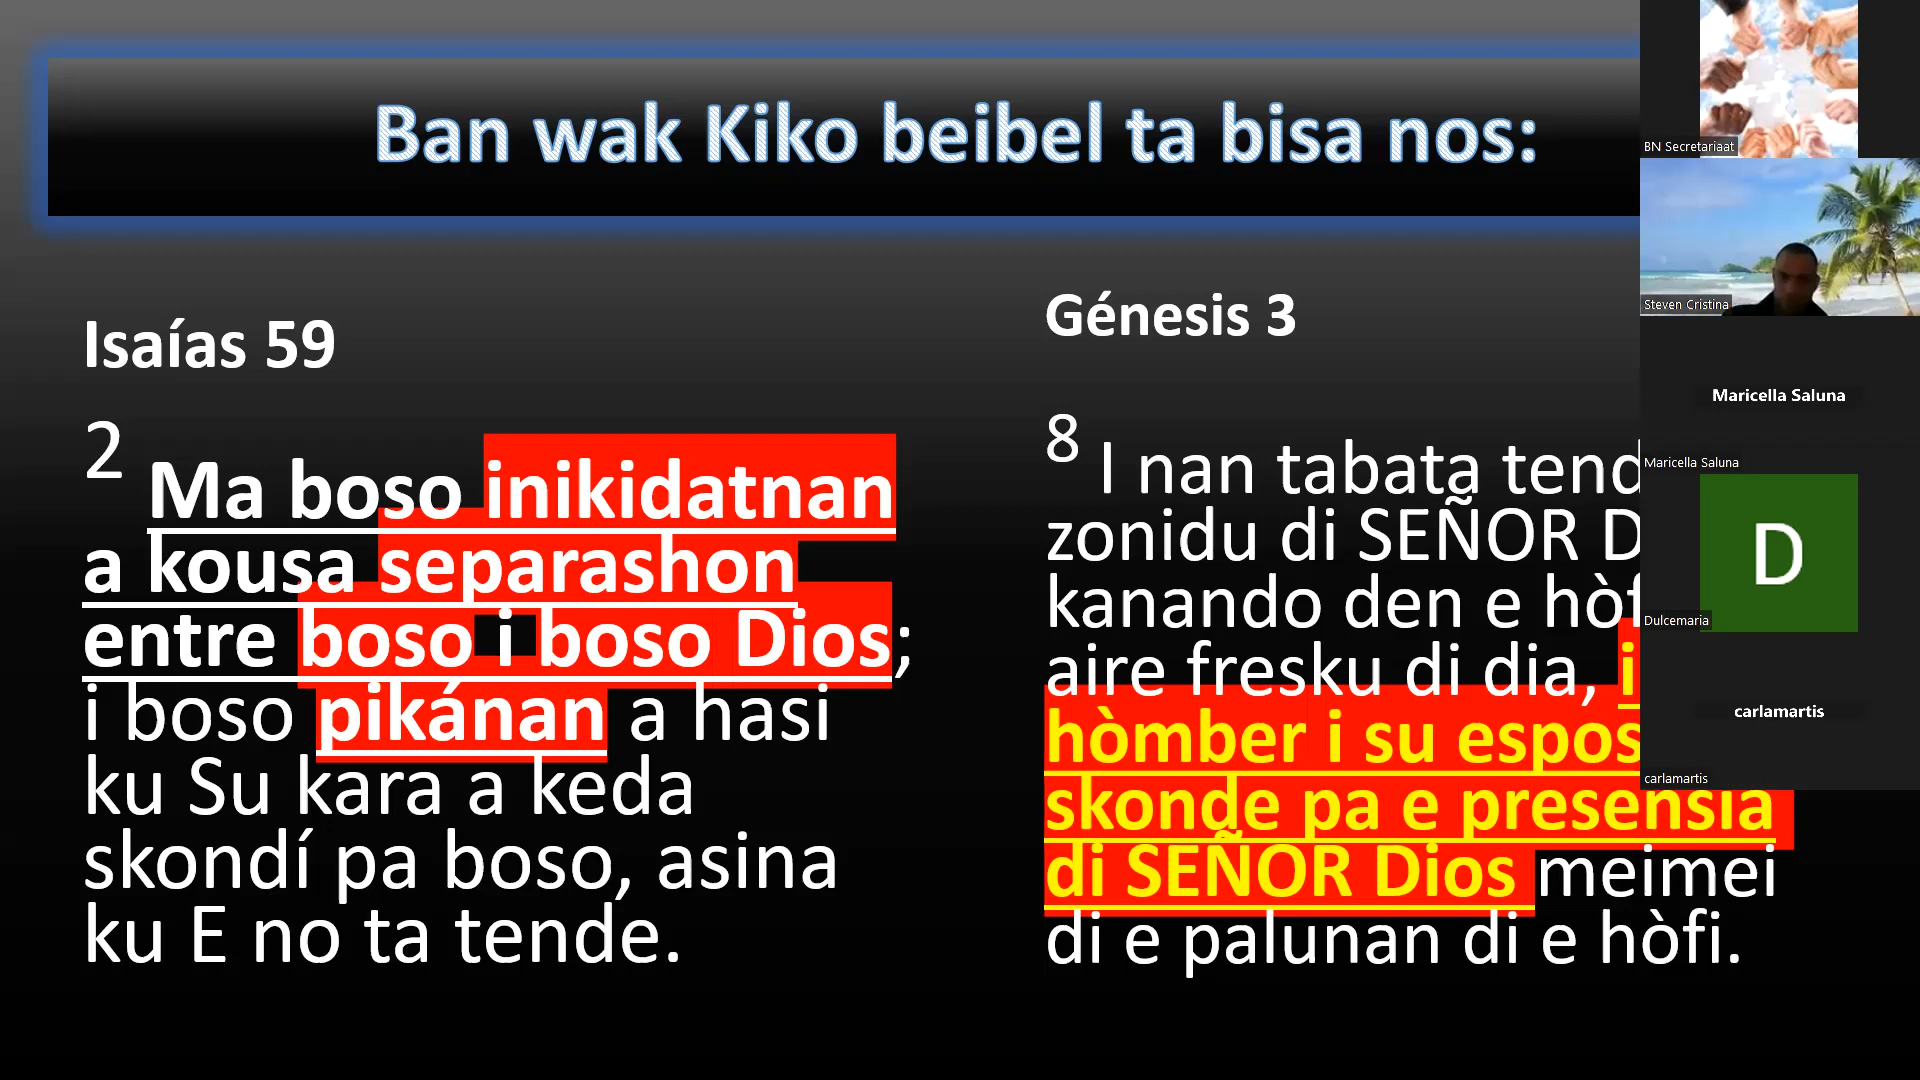 Ban wak Kiko beibel ta bisa nos:
Isaías 59
2 Ma boso inikidatnan
a kousa separashon
entre boso i boso Dios;
i boso pikánan a hasi
ku Su kara a keda
skondí pa boso, asina
ku E no ta tende.
Génesis 3
8 I nan tabata
zonidu di SEÑOR
kanando den e
aire fresku di dia, i
hòmber i su
skonde pa e presensia
di SEÑOR Dios meimei
di e palunan di e hòfi.
BN Secretariaat
Steven Cristina
Maricella Saluna
Maricella Saluna
D
Dulcemaria
carlamartis
carlamartis